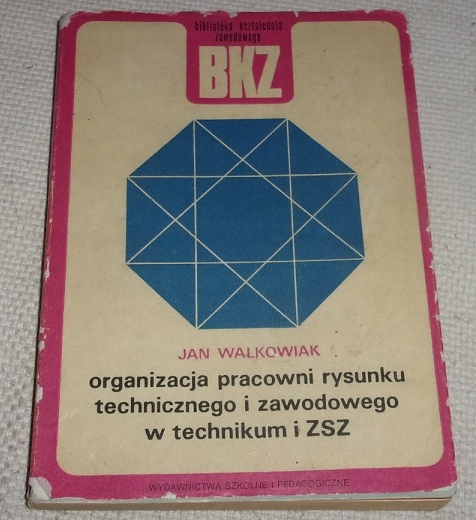 biblioteka kształcenia
zawodowego
BKZ
JAN WALKOWIAK
organizacja pracowni rysunku
technicznego i zawodowego
w technikum i ZSZ
WYDAWNICTWA SZKOLNE I PEDAGOGICZNE